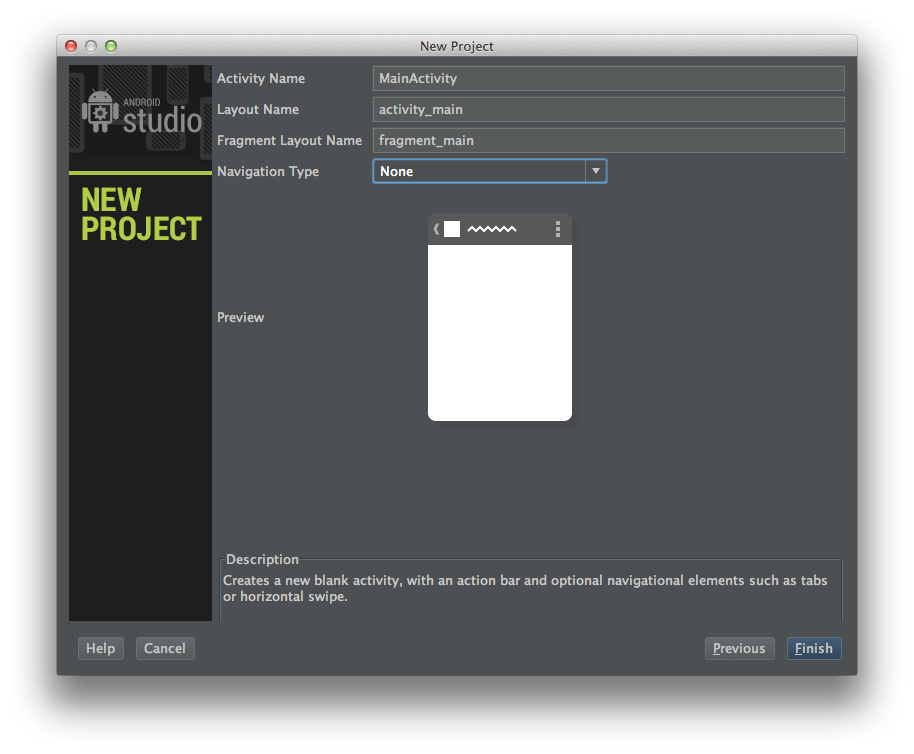 New Project
ANDROID
studio
NEW
PROJECT
Activity Name
MainActivity
Layout Name
activity_main
Fragment Layout Name
fragment_main
Navigation Type
None
Preview
Description
Creates a new blank activity, with an action bar and optional navigational elements such as tabs
or horizontal swipe.
Help
Cancel
Previous
Finish